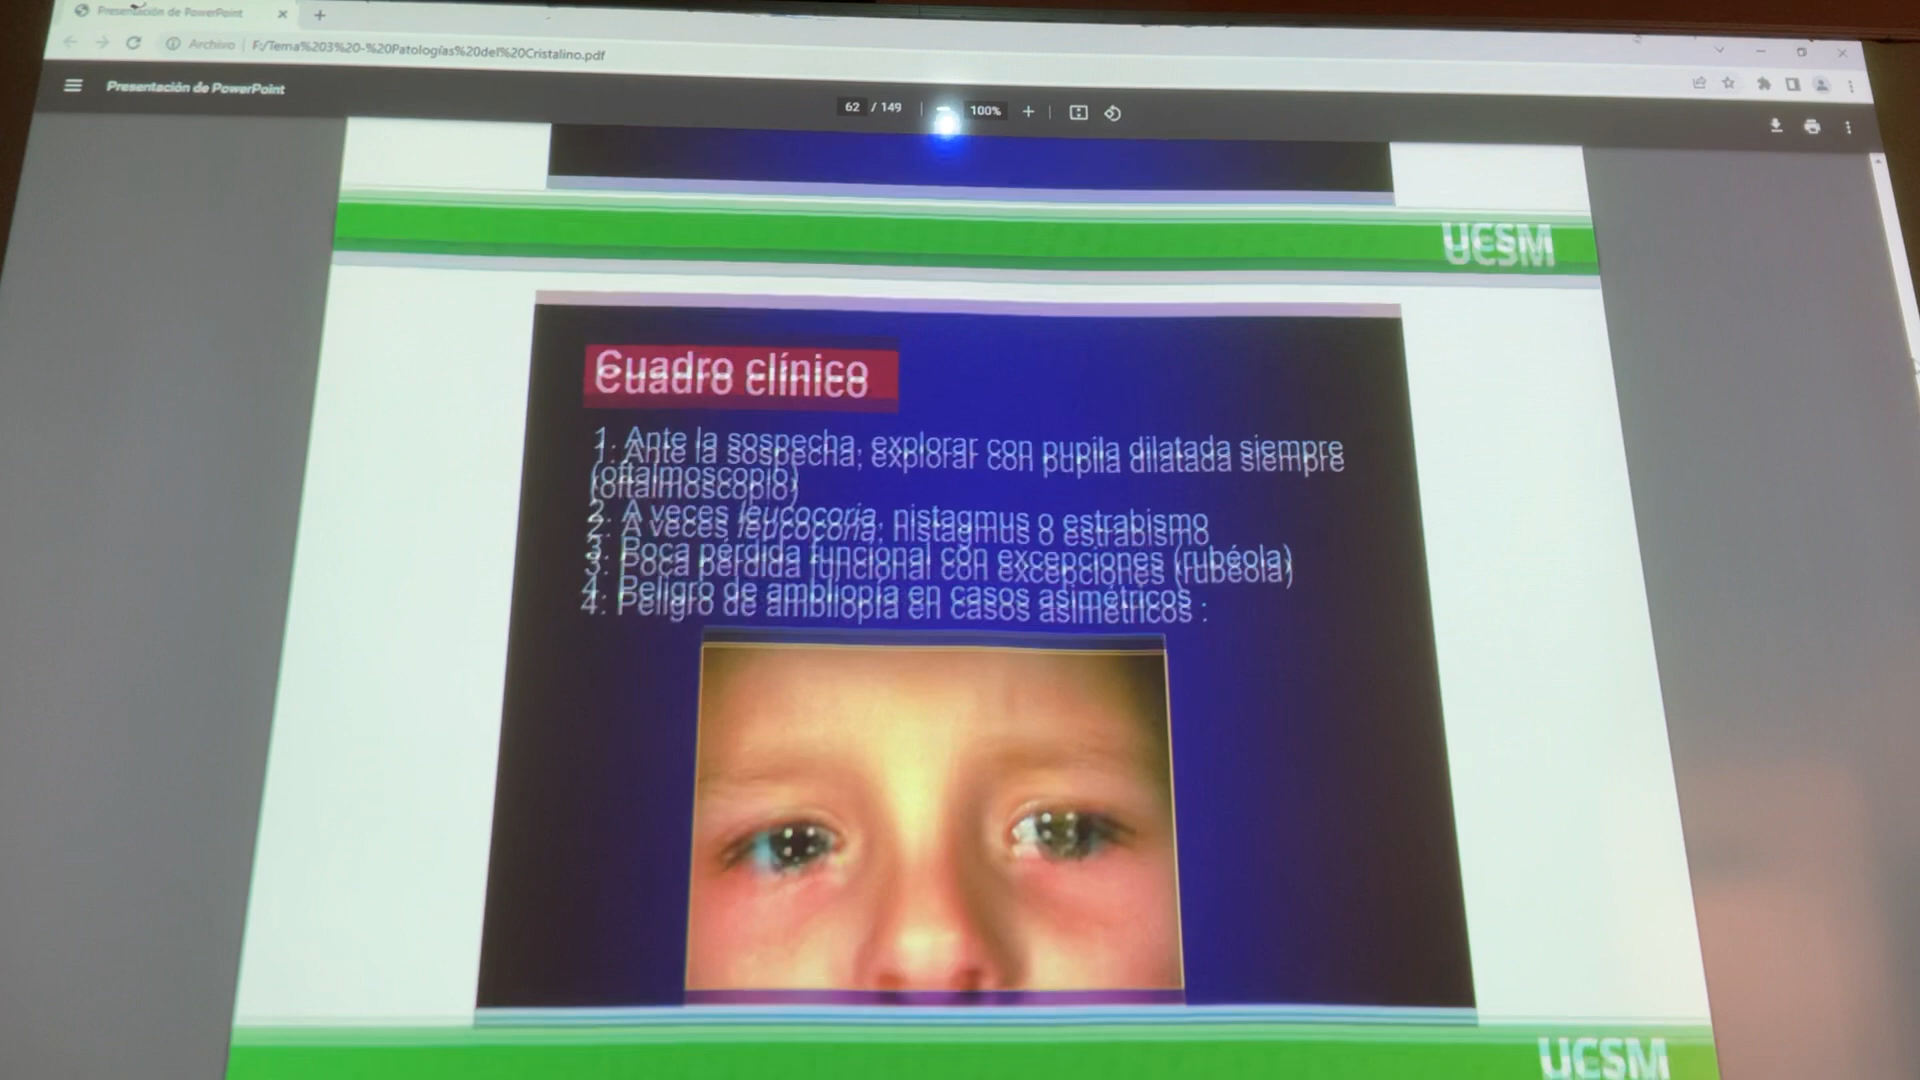 Presentación de PowerPoint
Archivo F:/Tema%203%20-%20Patologías%20del%20Cristalino.pdf
Presentación de PowerPoint
62 / 149
100%
UCSM
Cuadro clínico
1. Ante la sospecha, explorar con pupila dilatada siempre
(oftalmoscopio)
2. A veces leucocoria, nistagmus o estrabismo
3. Poca pérdida funcional con excepciones (rubéola)
4. Peligro de ambliopía en casos asimétricos :
UCSM